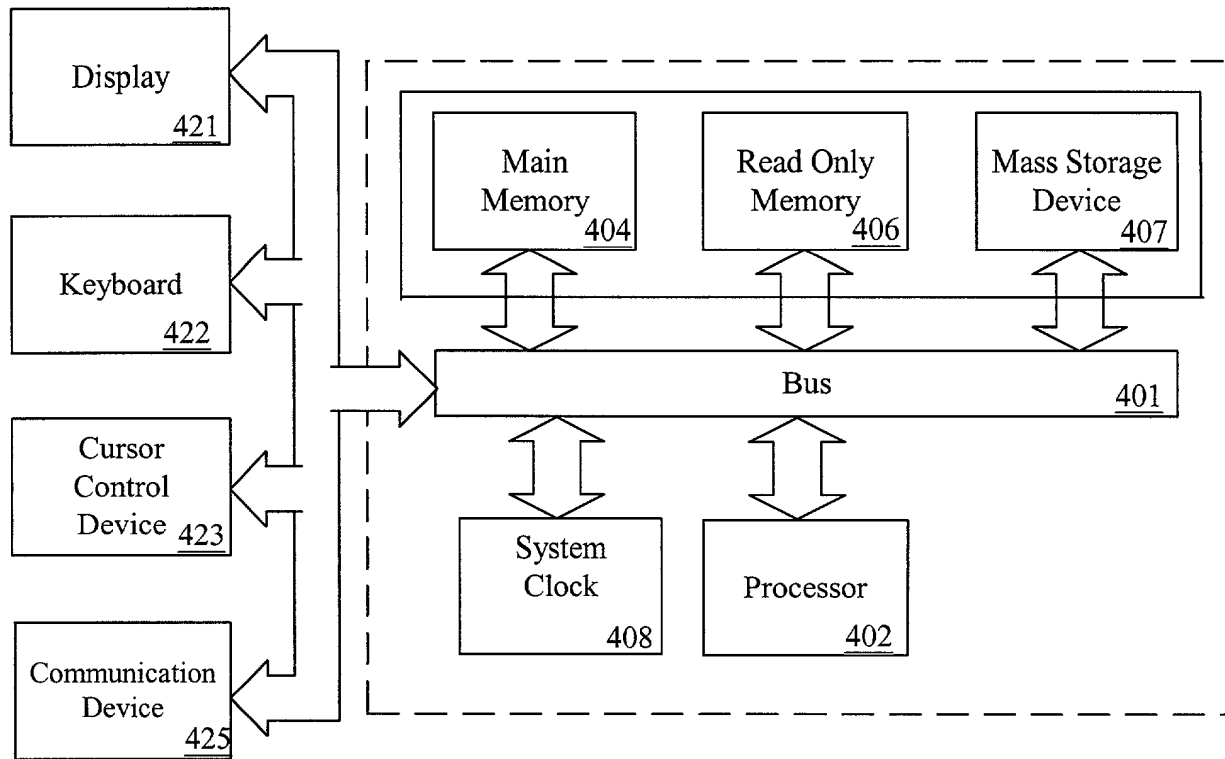 Display
421
Keyboard
422
Cursor
Control
Device
423
Communication
Device
425
Main
Memory
404
Read Only
Memory
406
Mass Storage
Device
407
Bus
401
System
Clock
408
Processor
402